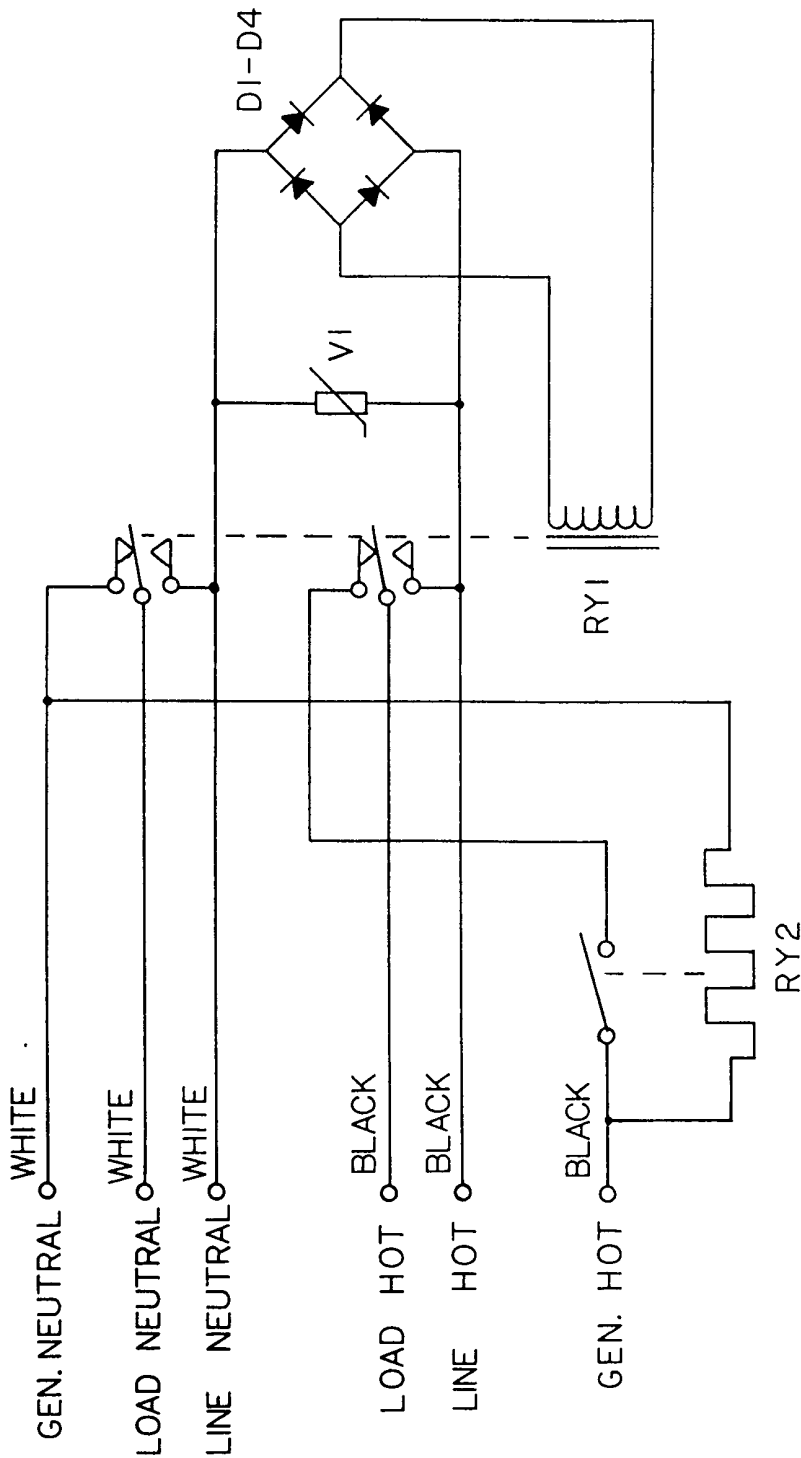 GEN. NEUTRAL
WHITE
LOAD NEUTRAL
WHITE
LINE NEUTRAL
WHITE
LOAD HOT
BLACK
LINE HOT
BLACK
GEN. HOT
BLACK
RY2
RY1
V1
D1-D4